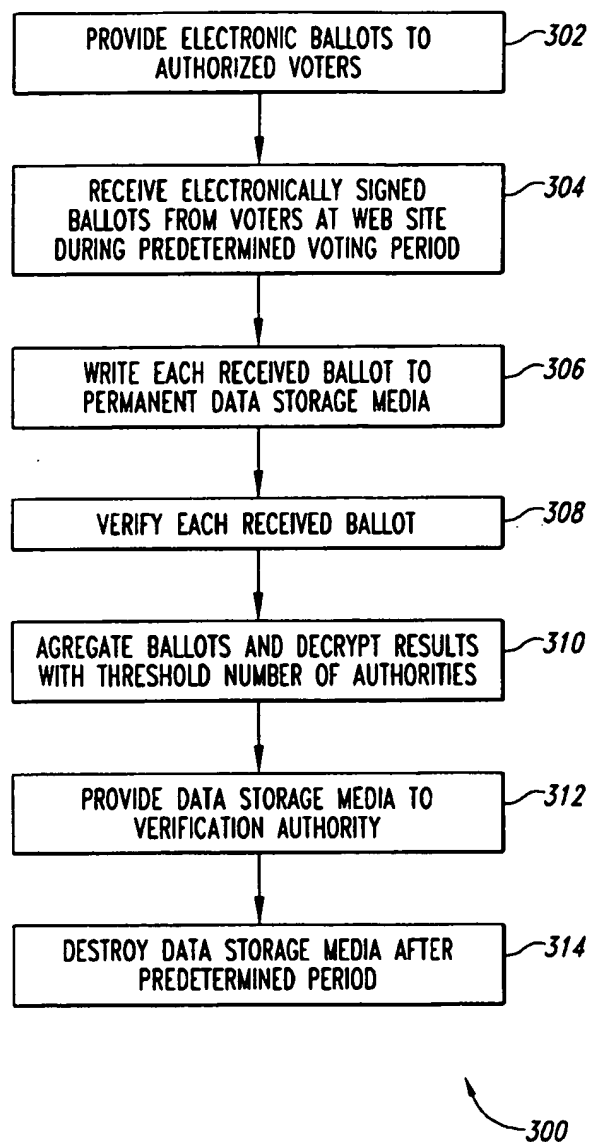 PROVIDE ELECTRONIC BALLOTS TO
AUTHORIZED VOTERS
302
RECEIVE ELECTRONICALLY SIGNED
BALLOTS FROM VOTERS AT WEB SITE
DURING PREDETERMINED VOTING PERIOD
304
WRITE EACH RECEIVED BALLOT TO
PERMANENT DATA STORAGE MEDIA
306
VERIFY EACH RECEIVED BALLOT
308
AGREGATE BALLOTS AND DECRYPT RESULTS
WITH THRESHOLD NUMBER OF AUTHORITIES
310
PROVIDE DATA STORAGE MEDIA TO
VERIFICATION AUTHORITY
312
DESTROY DATA STORAGE MEDIA AFTER
PREDETERMINED PERIOD
314
300